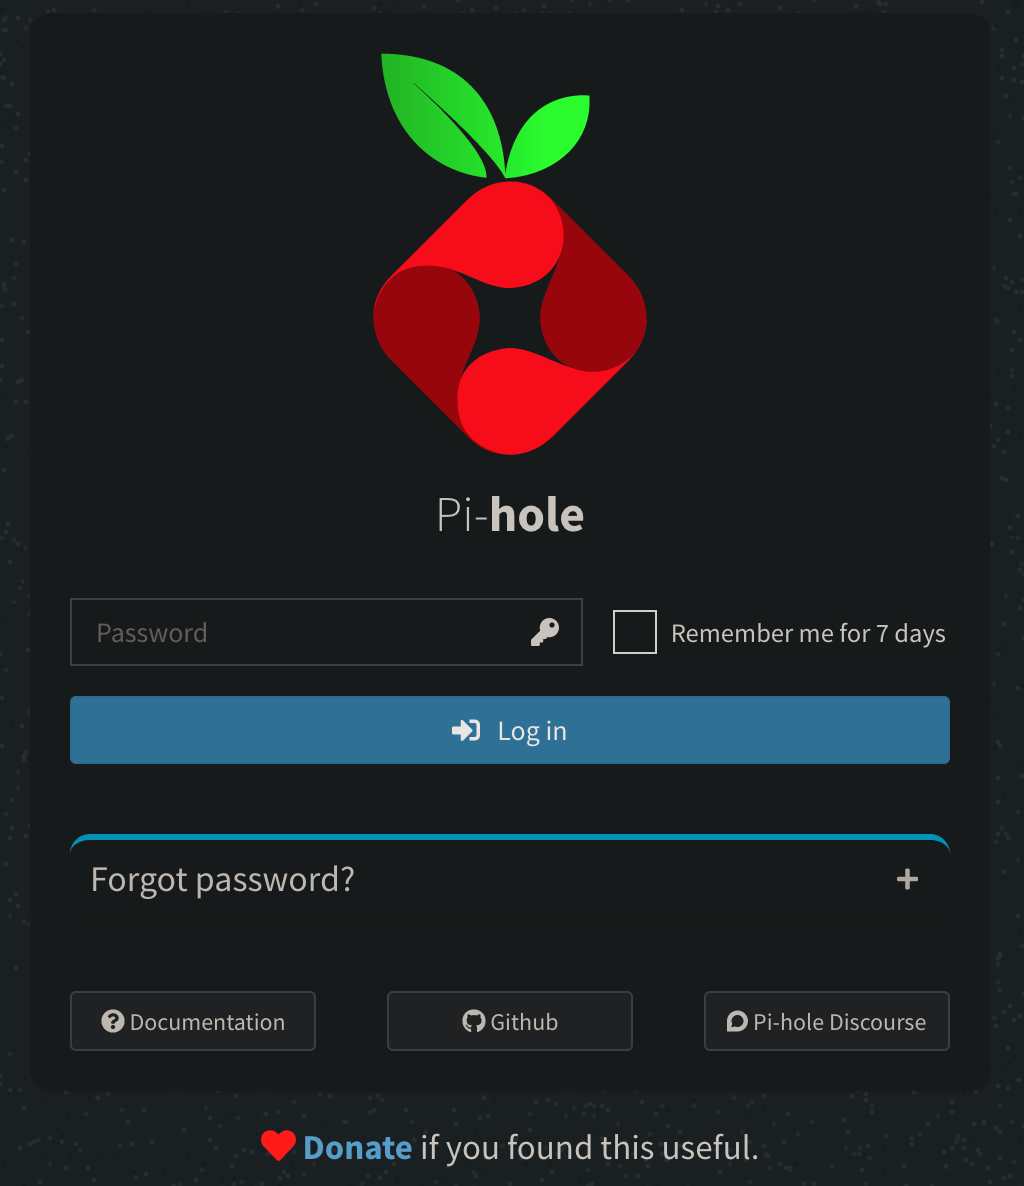 Pi-hole
Password
Remember me for 7 days
Log in
Forgot password?
Documentation
Github
Pi-hole Discourse
Donate if you found this useful.